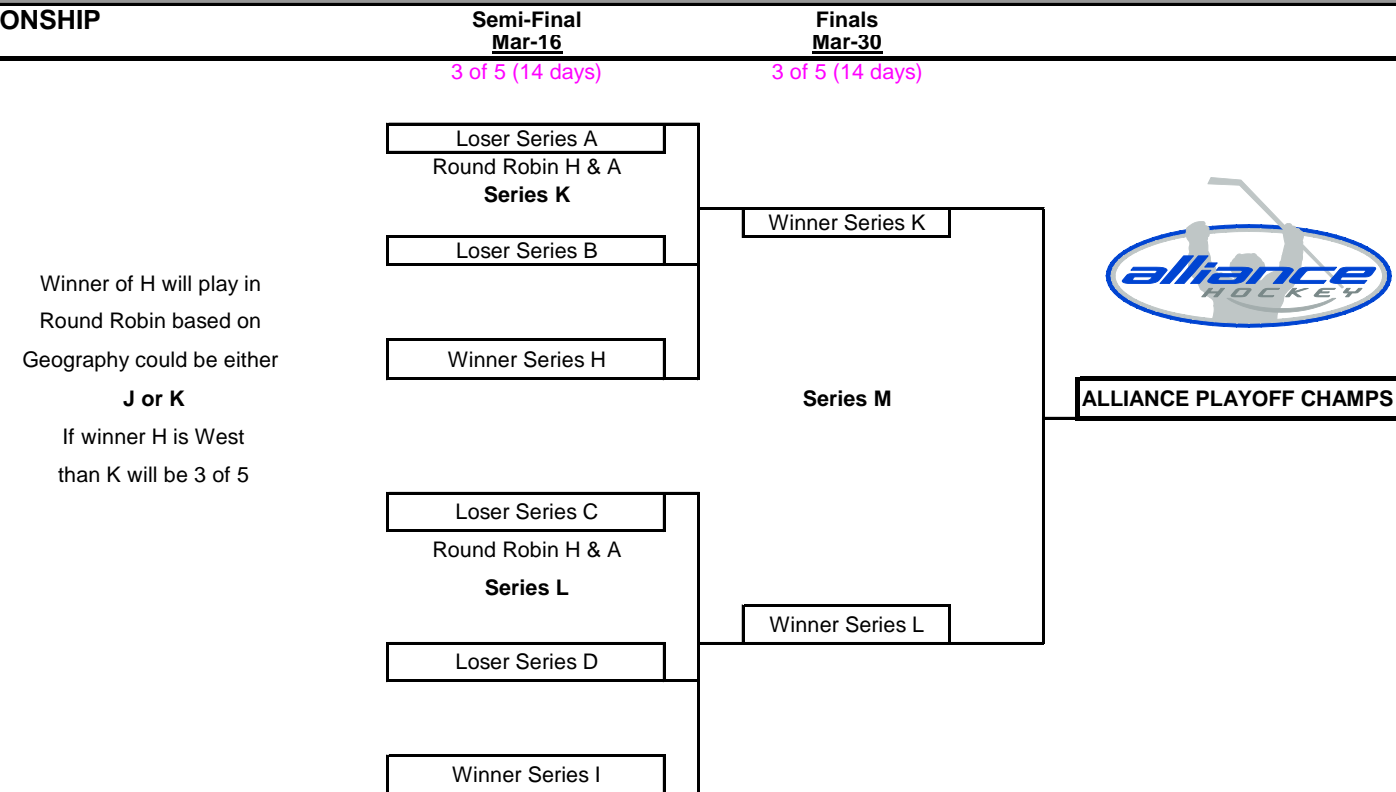 ONSHIP
Semi-Final
Mar-16
Finals
Mar-30
3 of 5 (14 days)
3 of 5 (14 days)
Loser Series A
Round Robin H & A
Series K
Loser Series B
Winner Series H
Winner of H will play in
Round Robin based on
Geography could be either
J or K
If winner H is West
than K will be 3 of 5
Loser Series C
Round Robin H & A
Series L
Loser Series D
Winner Series I
Winner Series K
Series M
Winner Series L
alliance
HOCKEY
ALLIANCE PLAYOFF CHAMPS